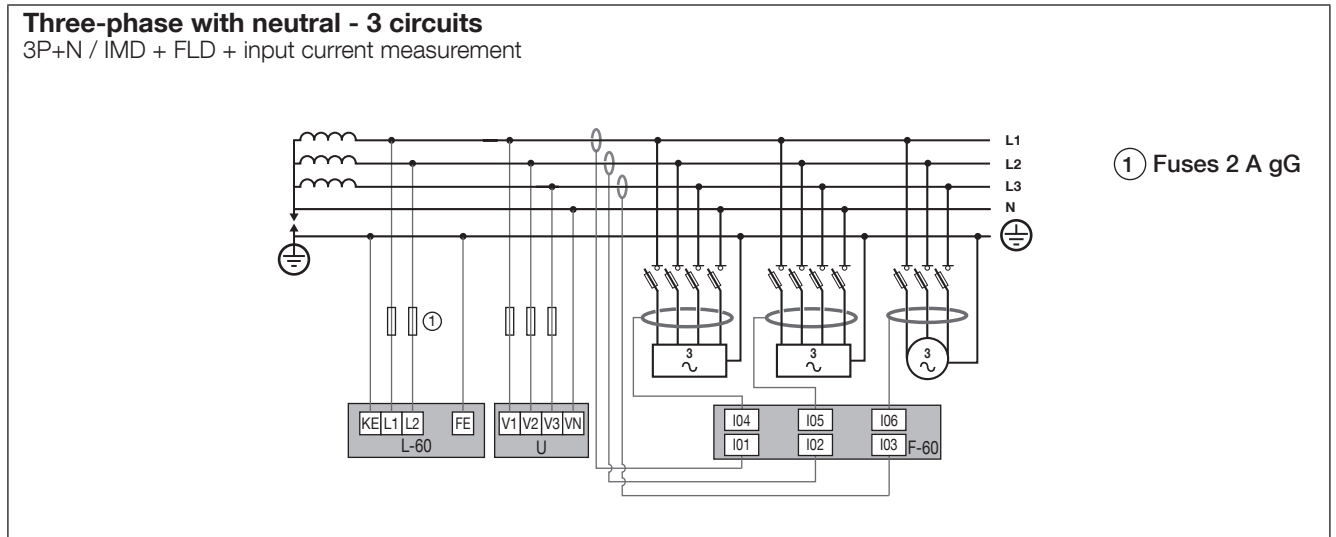 Three-phase with neutral - 3 circuits
3P+N / IMD + FLD + input current measurement
L1
L2
L3
N
1 Fuses 2 A gG
1
3
3
3
KE L1 L2 FE
L-60
V1 V2 V3 VN
U
I04 I05 I06
I01 I02 I03 F-60